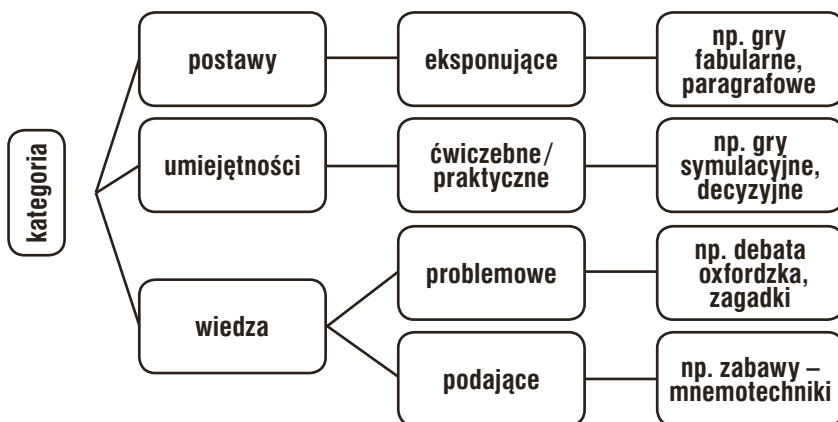 kategoria
postawy
eksponujące
np. gry
fabularne,
paragrafowe
umiejętności
ćwiczebne/
praktyczne
np. gry
symulacyjne,
decyzyjne
wiedza
problemowe
np. debata
oxfordzka,
zagadki
podające
np. zabawy –
mnemotechniki